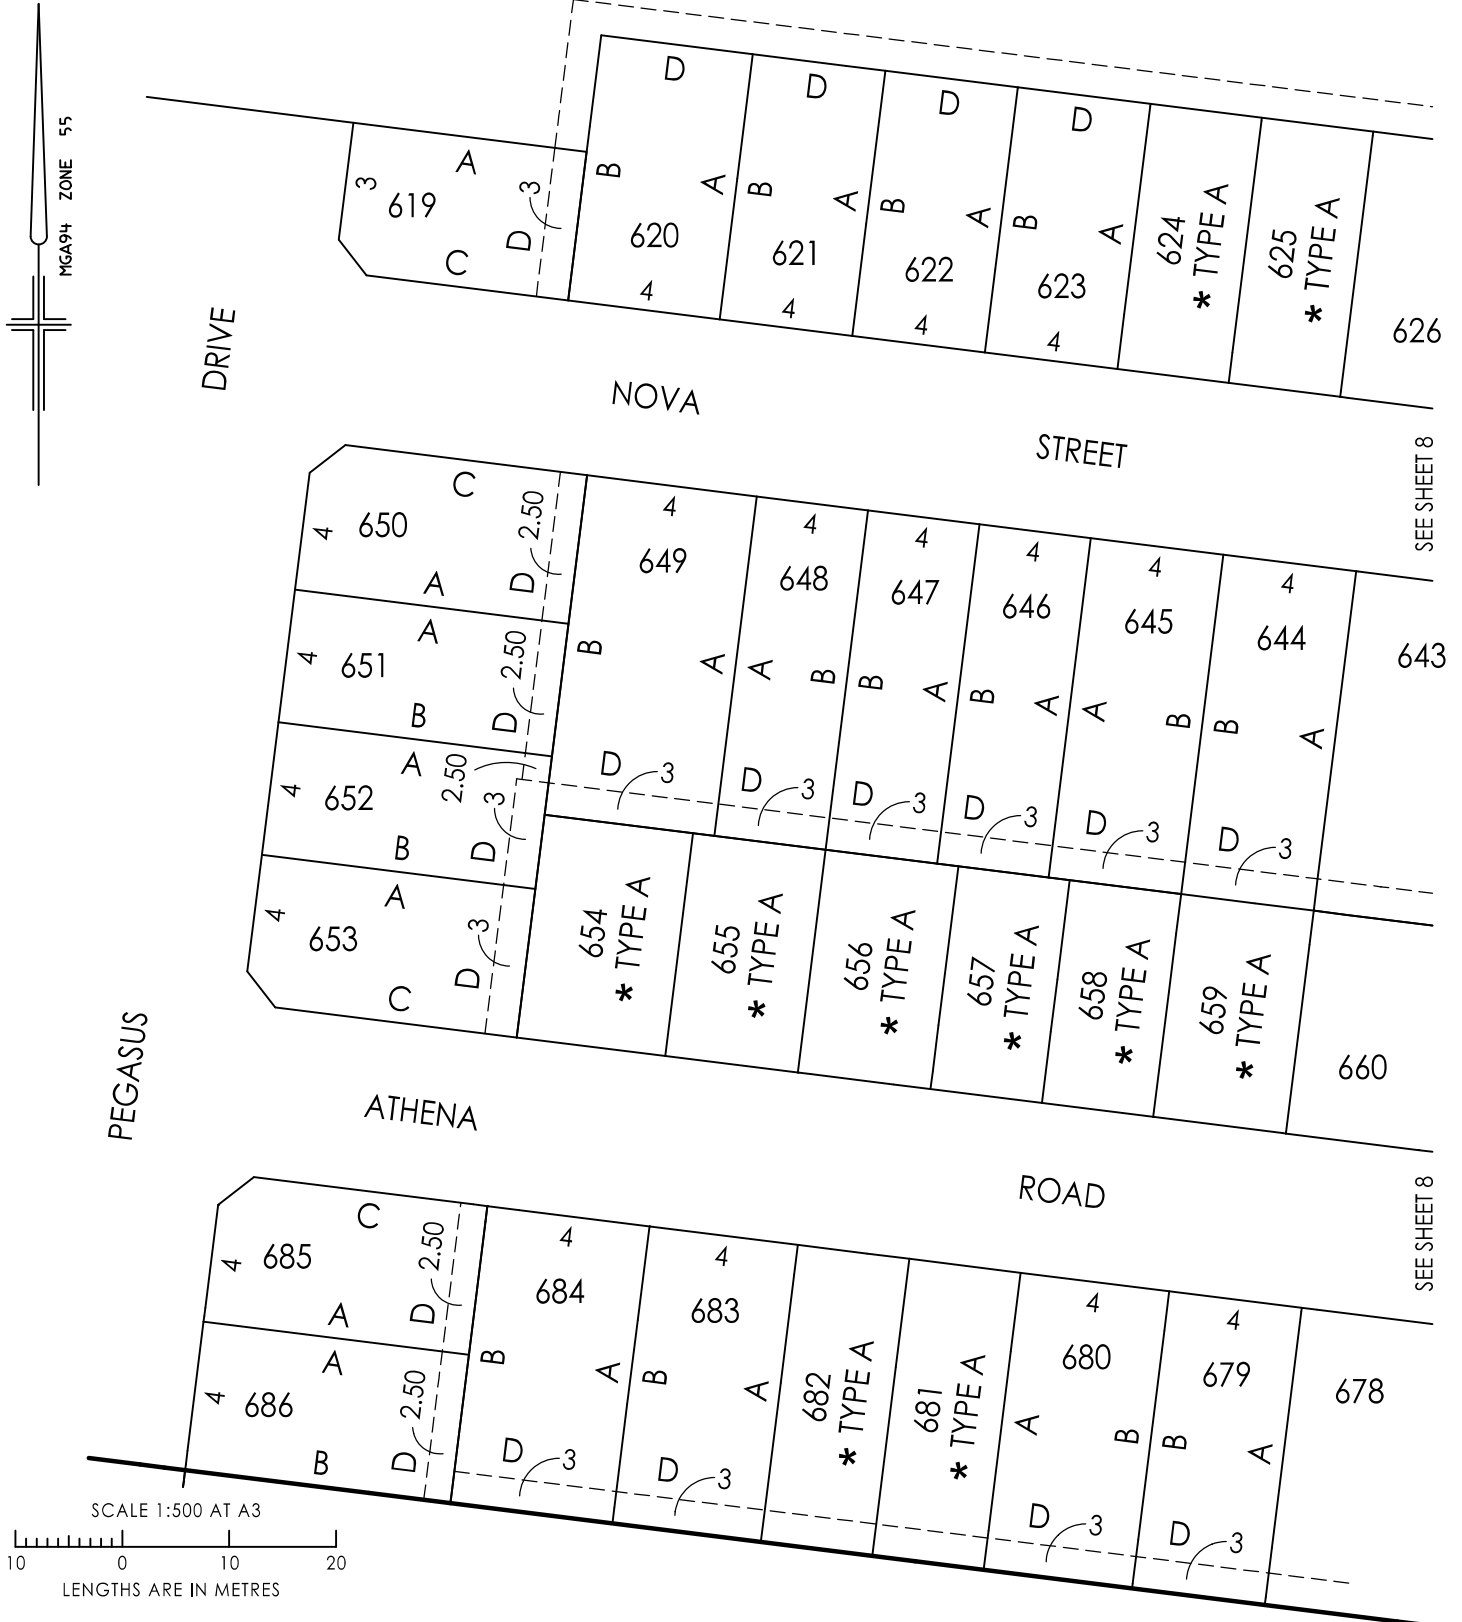 MGA94 ZONE 55
D
D
D
D
A
3
619
3
D
C
B
A
620
4
B
A
621
4
B
A
622
4
B
A
623
4
624
* TYPE A
625
* TYPE A
626
DRIVE
NOVA
STREET
SEE SHEET 8
C
4
650
2.50
D
A
A
4
651
2.50
D
B
A
2.50
4
652
3
D
B
A
4
653
3
D
C
4
649
B
A
D
3
4
648
A
B
D
3
4
647
B
A
D
3
4
646
B
A
D
3
4
645
A
B
D
3
4
644
B
A
D
3
643
654
* TYPE A
655
* TYPE A
656
* TYPE A
657
* TYPE A
658
* TYPE A
659
* TYPE A
660
PEGASUS
ATHENA
ROAD
SEE SHEET 8
C
4
685
2.50
D
A
A
4
686
2.50
D
B
4
684
B
A
D
3
4
683
B
A
D
3
682
* TYPE A
681
* TYPE A
4
680
A
B
D
3
4
679
B
A
D
3
678
SCALE 1:500 AT A3
10 0 10 20
LENGTHS ARE IN METRES